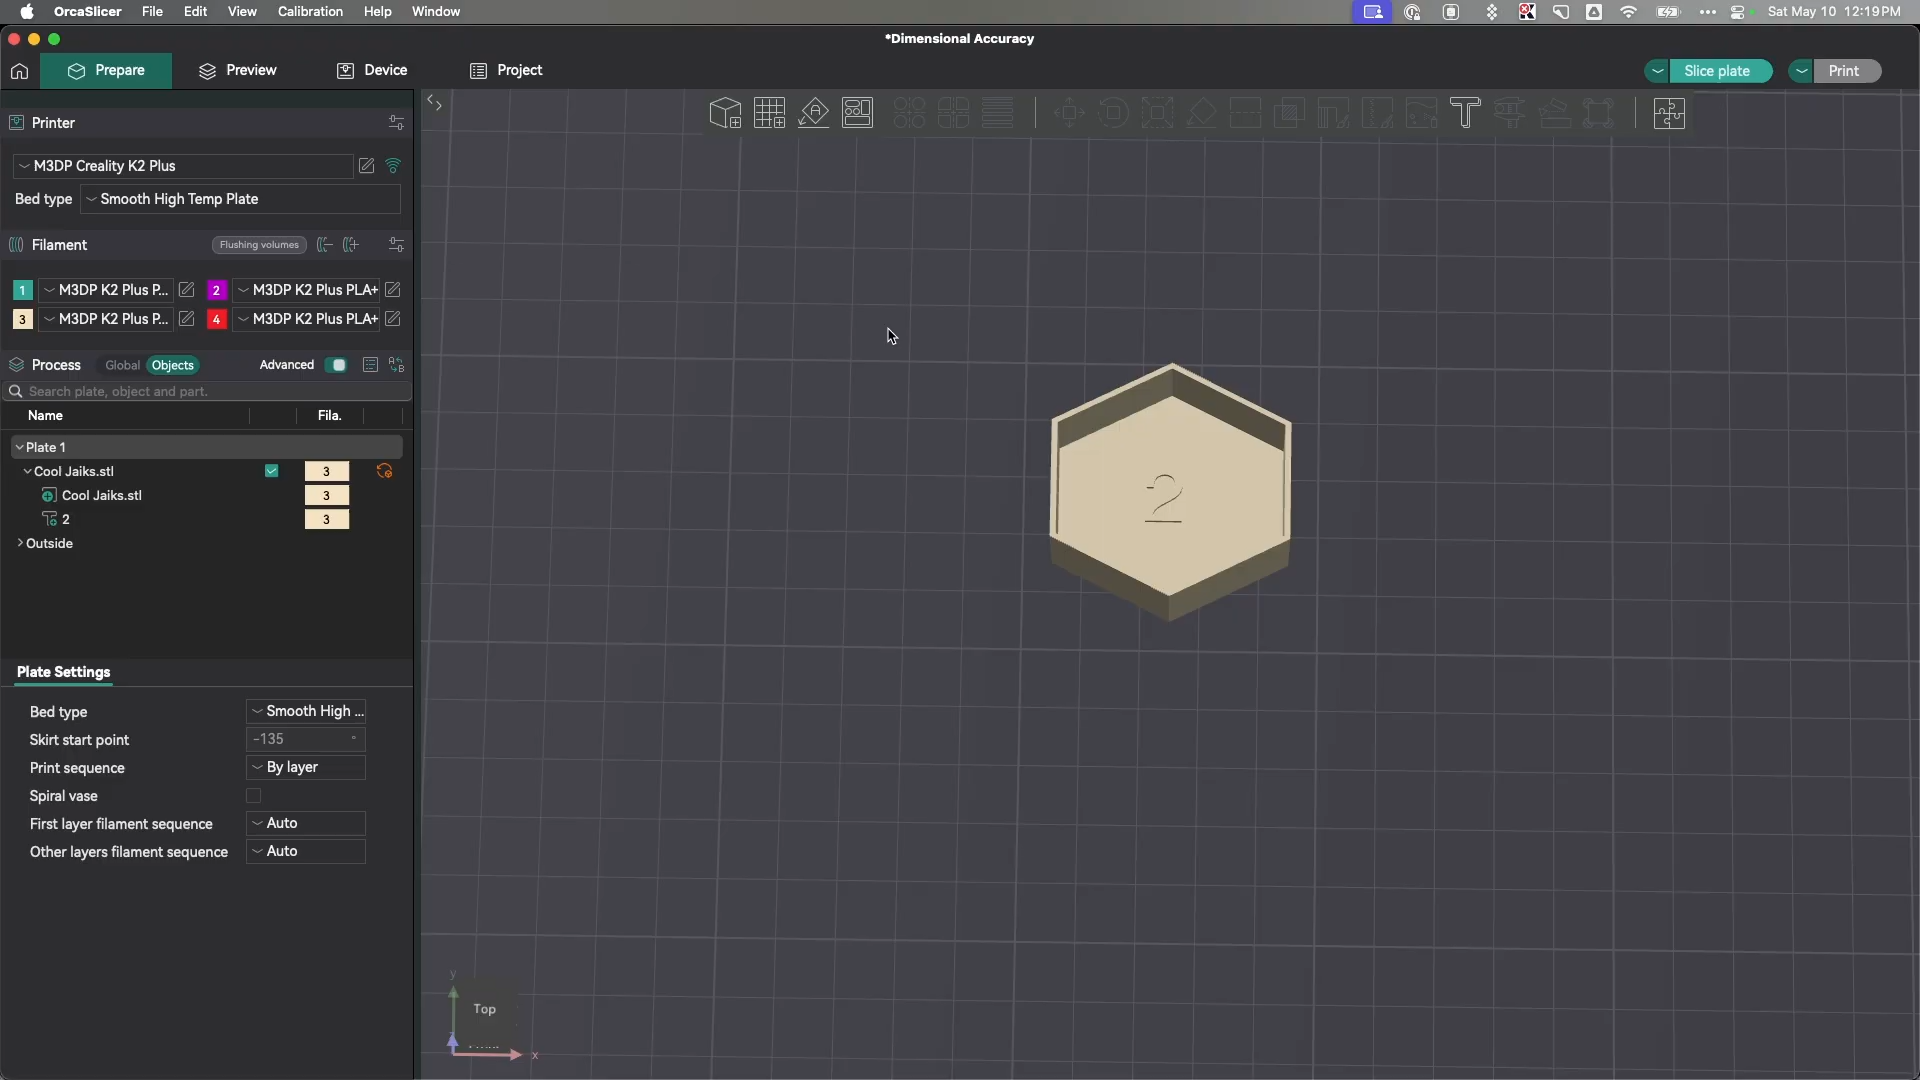 OrcaSlicer File Edit View Calibration Help Window Sat May 10 12:19 PM
*Dimensional Accuracy
Prepare Preview Device Project Slice plate Print
Printer
M3DP Creality K2 Plus
Bed type Smooth High Temp Plate
Filament Flushing volumes
1 M3DP K2 Plus P... 2 M3DP K2 Plus PLA+
3 M3DP K2 Plus P... 4 M3DP K2 Plus PLA+
Process Global Objects Advanced
Search plate, object and part.
Name Fila.
Plate 1
Cool Jaiks.stl 3
Cool Jaiks.stl 3
2 3
Outside
2
Plate Settings
Bed type Smooth High ...
Skirt start point -135 °
Print sequence By layer
Spiral vase
First layer filament sequence Auto
Other layers filament sequence Auto
y
Top
x